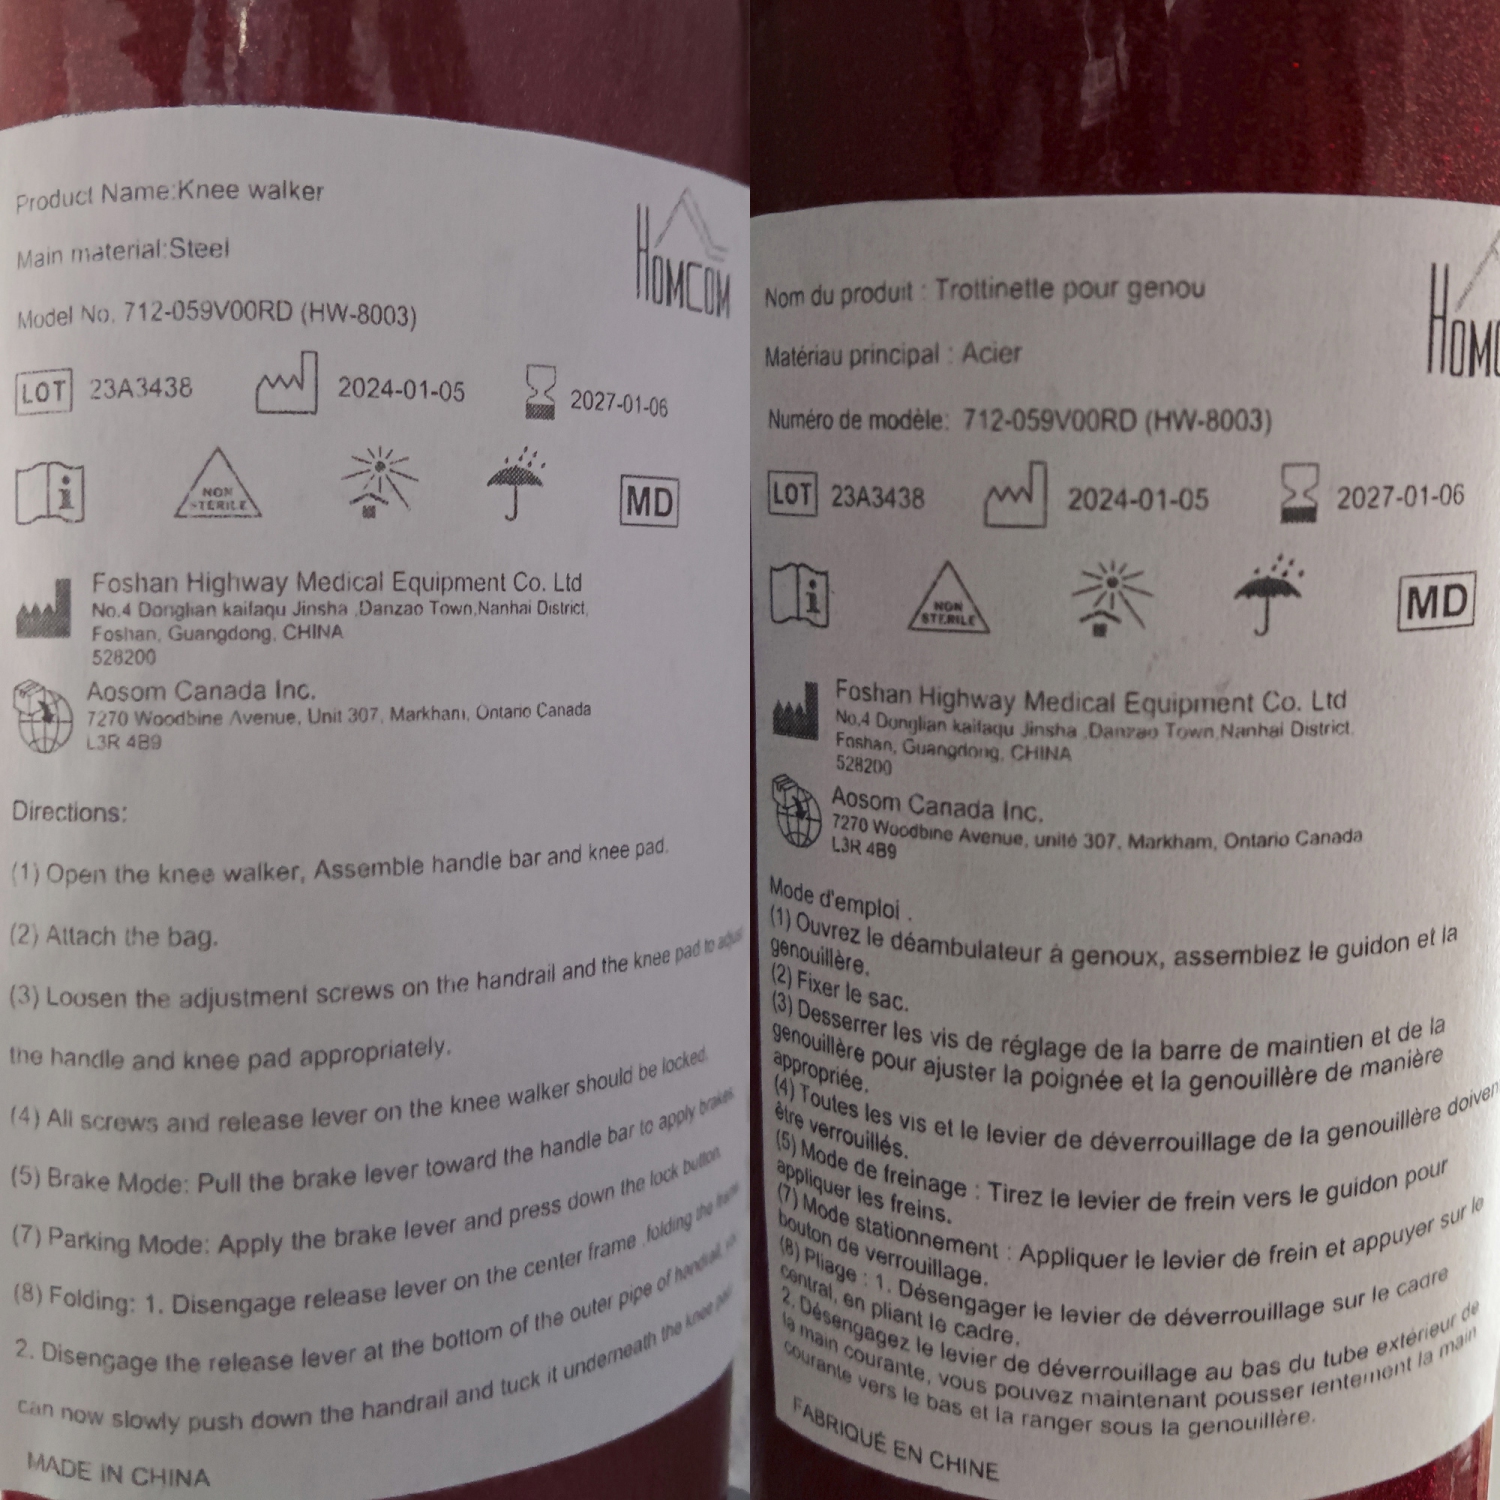 Product Name:Knee walker
HOMCOM
Main material:Steel
Model No. 712-059V00RD (HW-8003)
LOT 23A3438 2024-01-05 2027-01-06
NON
STERILE
MD
Foshan Highway Medical Equipment Co. Ltd
No.4 Donglian kaifaqu Jinsha ,Danzao Town,Nanhai District,
Foshan, Guangdong, CHINA
528200
Aosom Canada Inc.
7270 Woodbine Avenue, Unit 307, Markham, Ontario Canada
L3R 4B9
Directions:
(1) Open the knee walker, Assemble handle bar and knee pad.
(2) Attach the bag.
(3) Loosen the adjustment screws on the handrail and the knee pad to adjust
the handle and knee pad appropriately.
(4) All screws and release lever on the knee walker should be locked.
(5) Brake Mode: Pull the brake lever toward the handle bar to apply brakes.
(7) Parking Mode: Apply the brake lever and press down the lock button.
(8) Folding: 1. Disengage release lever on the center frame ,folding the frame
2. Disengage the release lever at the bottom of the outer pipe of handrail,
can now slowly push down the handrail and tuck it underneath the knee pad
MADE IN CHINA
Nom du produit : Trottinette pour genou
HOMC
Matériau principal : Acier
Numéro de modèle: 712-059V00RD (HW-8003)
LOT 23A3438 2024-01-05 2027-01-06
NON
STERILE
MD
Foshan Highway Medical Equipment Co. Ltd
No.4 Donglian kaifaqu Jinsha ,Danzao Town,Nanhai District.
Foshan, Guangdong, CHINA
528200
Aosom Canada Inc.
7270 Woodbine Avenue, unité 307, Markham, Ontario Canada
L3R 4B9
Mode d'emploi .
(1) Ouvrez le déambulateur à genoux, assemblez le guidon et la
genouillère.
(2) Fixer le sac.
(3) Desserrer les vis de réglage de la barre de maintien et de la
genouillère pour ajuster la poignée et la genouillère de manière
appropriée.
(4) Toutes les vis et le levier de déverrouillage de la genouillère doiven
être verrouillés.
(5) Mode de freinage : Tirez le levier de frein vers le guidon pour
appliquer les freins.
(7) Mode stationnement : Appliquer le levier de frein et appuyer sur le
bouton de verrouillage.
(8) Pliage : 1. Désengager le levier de déverrouillage sur le cadre
central, en pliant le cadre.
2. Désengagez le levier de déverrouillage au bas du tube extérieur de
la main courante, vous pouvez maintenant pousser lentement la main
courante vers le bas et la ranger sous la genouillère.
FABRIQUÉ EN CHINE